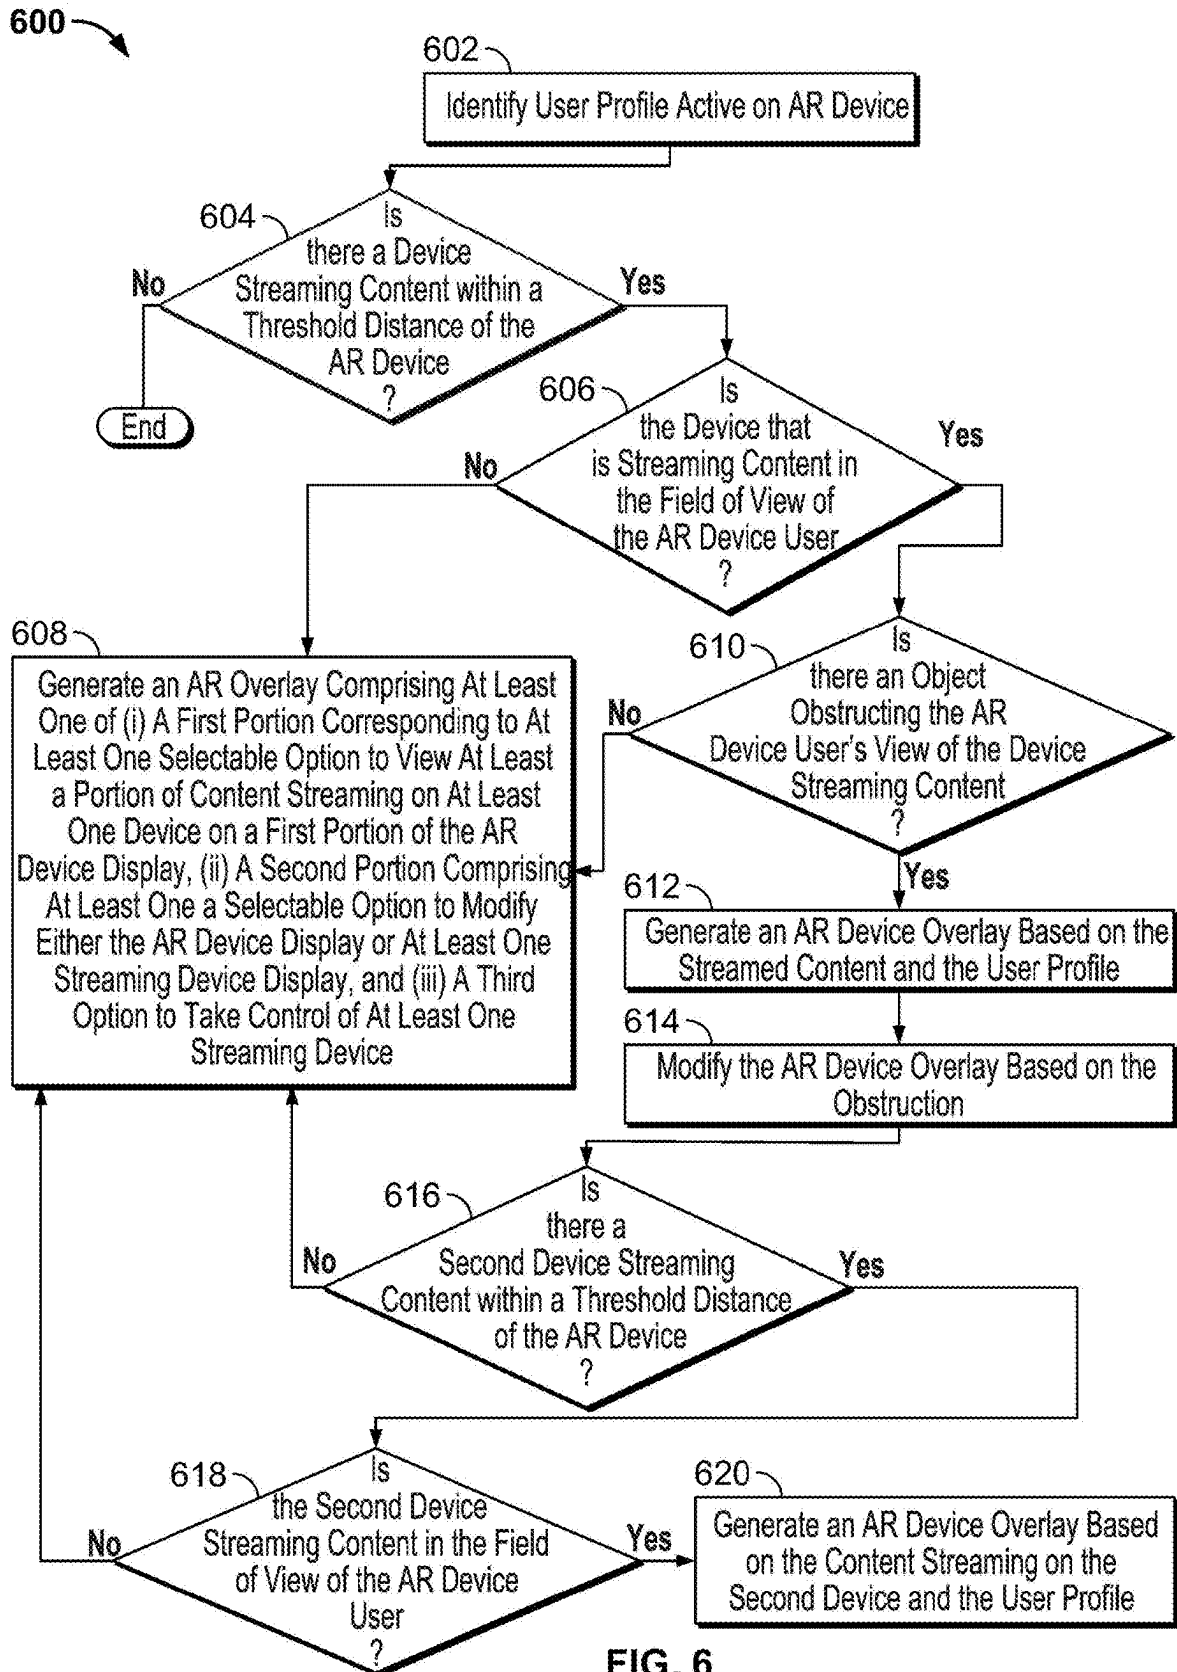 600
602
Identify User Profile Active on AR Device
604
Is
there a Device
Streaming Content within a
Threshold Distance of the
AR Device
?
No
Yes
End
606
Is
the Device that
is Streaming Content in
the Field of View of
the AR Device User
?
No
Yes
608
Generate an AR Overlay Comprising At Least
One of (i) A First Portion Corresponding to At
Least One Selectable Option to View At Least
a Portion of Content Streaming on At Least
One Device on a First Portion of the AR
Device Display, (ii) A Second Portion Comprising
At Least One a Selectable Option to Modify
Either the AR Device Display or At Least One
Streaming Device Display, and (iii) A Third
Option to Take Control of At Least One
Streaming Device
610
Is
there an Object
Obstructing the AR
Device User's View of the Device
Streaming Content
?
No
Yes
612
Generate an AR Device Overlay Based on the
Streamed Content and the User Profile
614
Modify the AR Device Overlay Based on the
Obstruction
616
Is
there a
Second Device Streaming
Content within a Threshold Distance
of the AR Device
?
No
Yes
618
Is
the Second Device
Streaming Content in the Field
of View of the AR Device
User
?
No
Yes
620
Generate an AR Device Overlay Based
on the Content Streaming on the
Second Device and the User Profile
FIG. 6